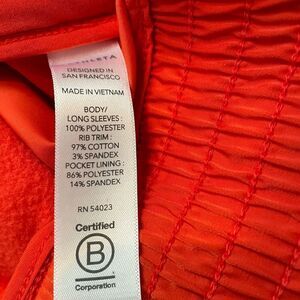 ATHLETA
DESIGNED IN
SAN FRANCISCO
MADE IN VIETNAM
BODY/
LONG SLEEVES :
100% POLYESTER
RIB TRIM :
97% COTTON
3% SPANDEX
POCKET LINING :
86% POLYESTER
14% SPANDEX
RN 54023
Certified
B
Corporation